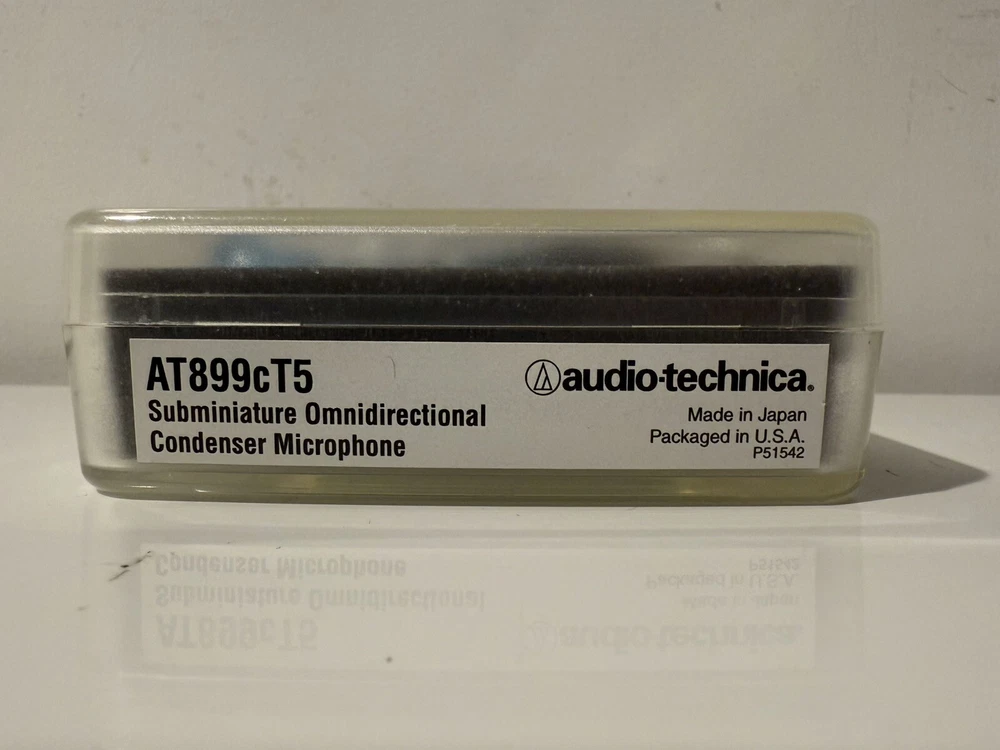 AT899cT5
Subminiature Omnidirectional
Condenser Microphone
audio-technica®
Made in Japan
Packaged in U.S.A.
P51542